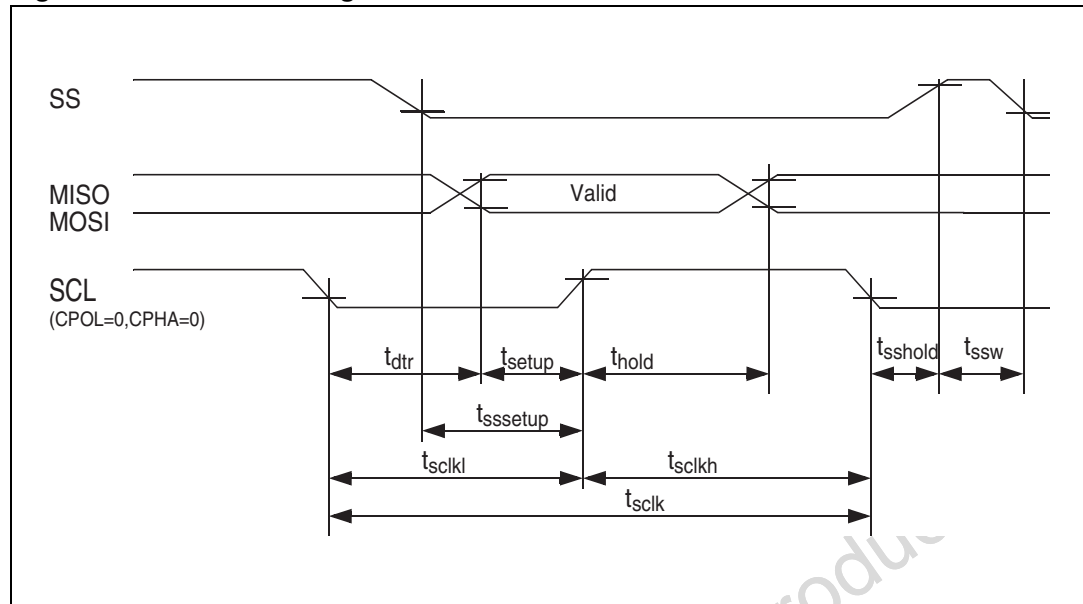 SS
MISO
MOSI
Valid
SCL
(CPOL=0,CPHA=0)
tdtr
tsetup
thold
tsshold
tssw
tsssetup
tsclkl
tsclkh
tsclk